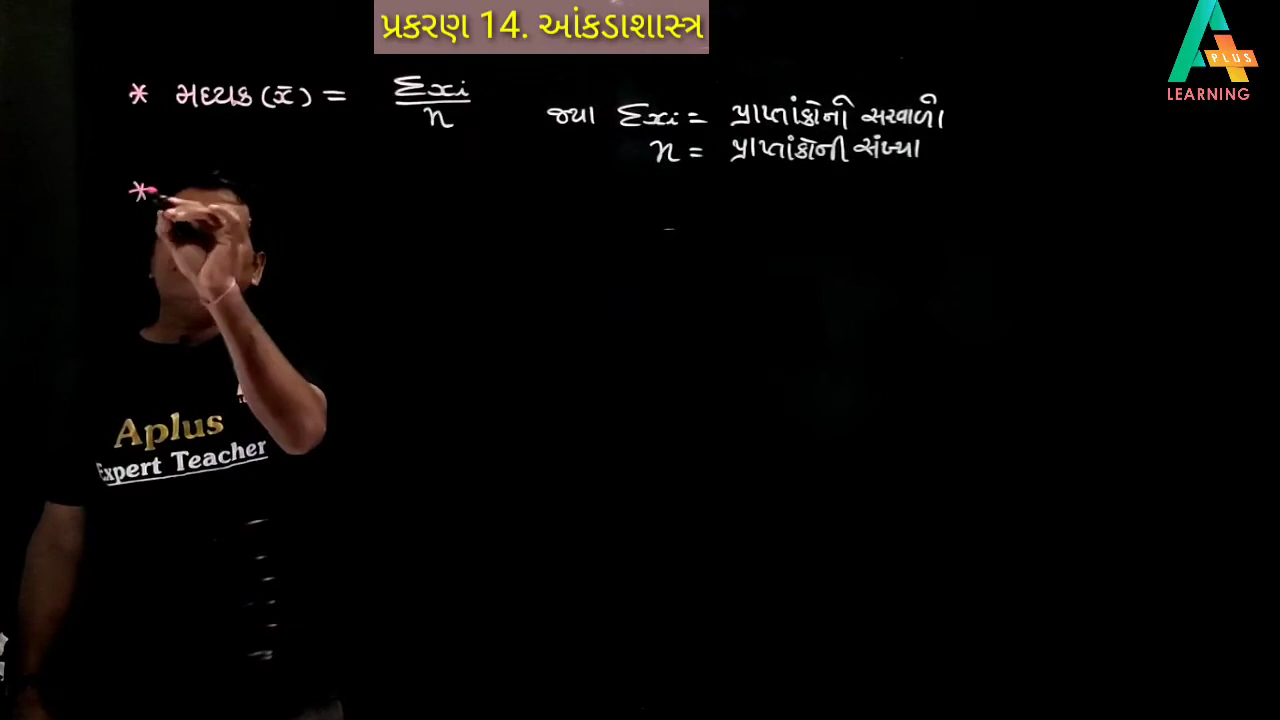 પ્રકરણ 14. આંકડાશાસ્ત્ર
A
PLUS
LEARNING
* મધ્યક (x̄) = Σxi / n
જ્યા Σxi = પ્રાપ્તાંકોની સરવાળી
n = પ્રાપ્તાંકોની સંખ્યા
*
Aplus
Expert Teacher